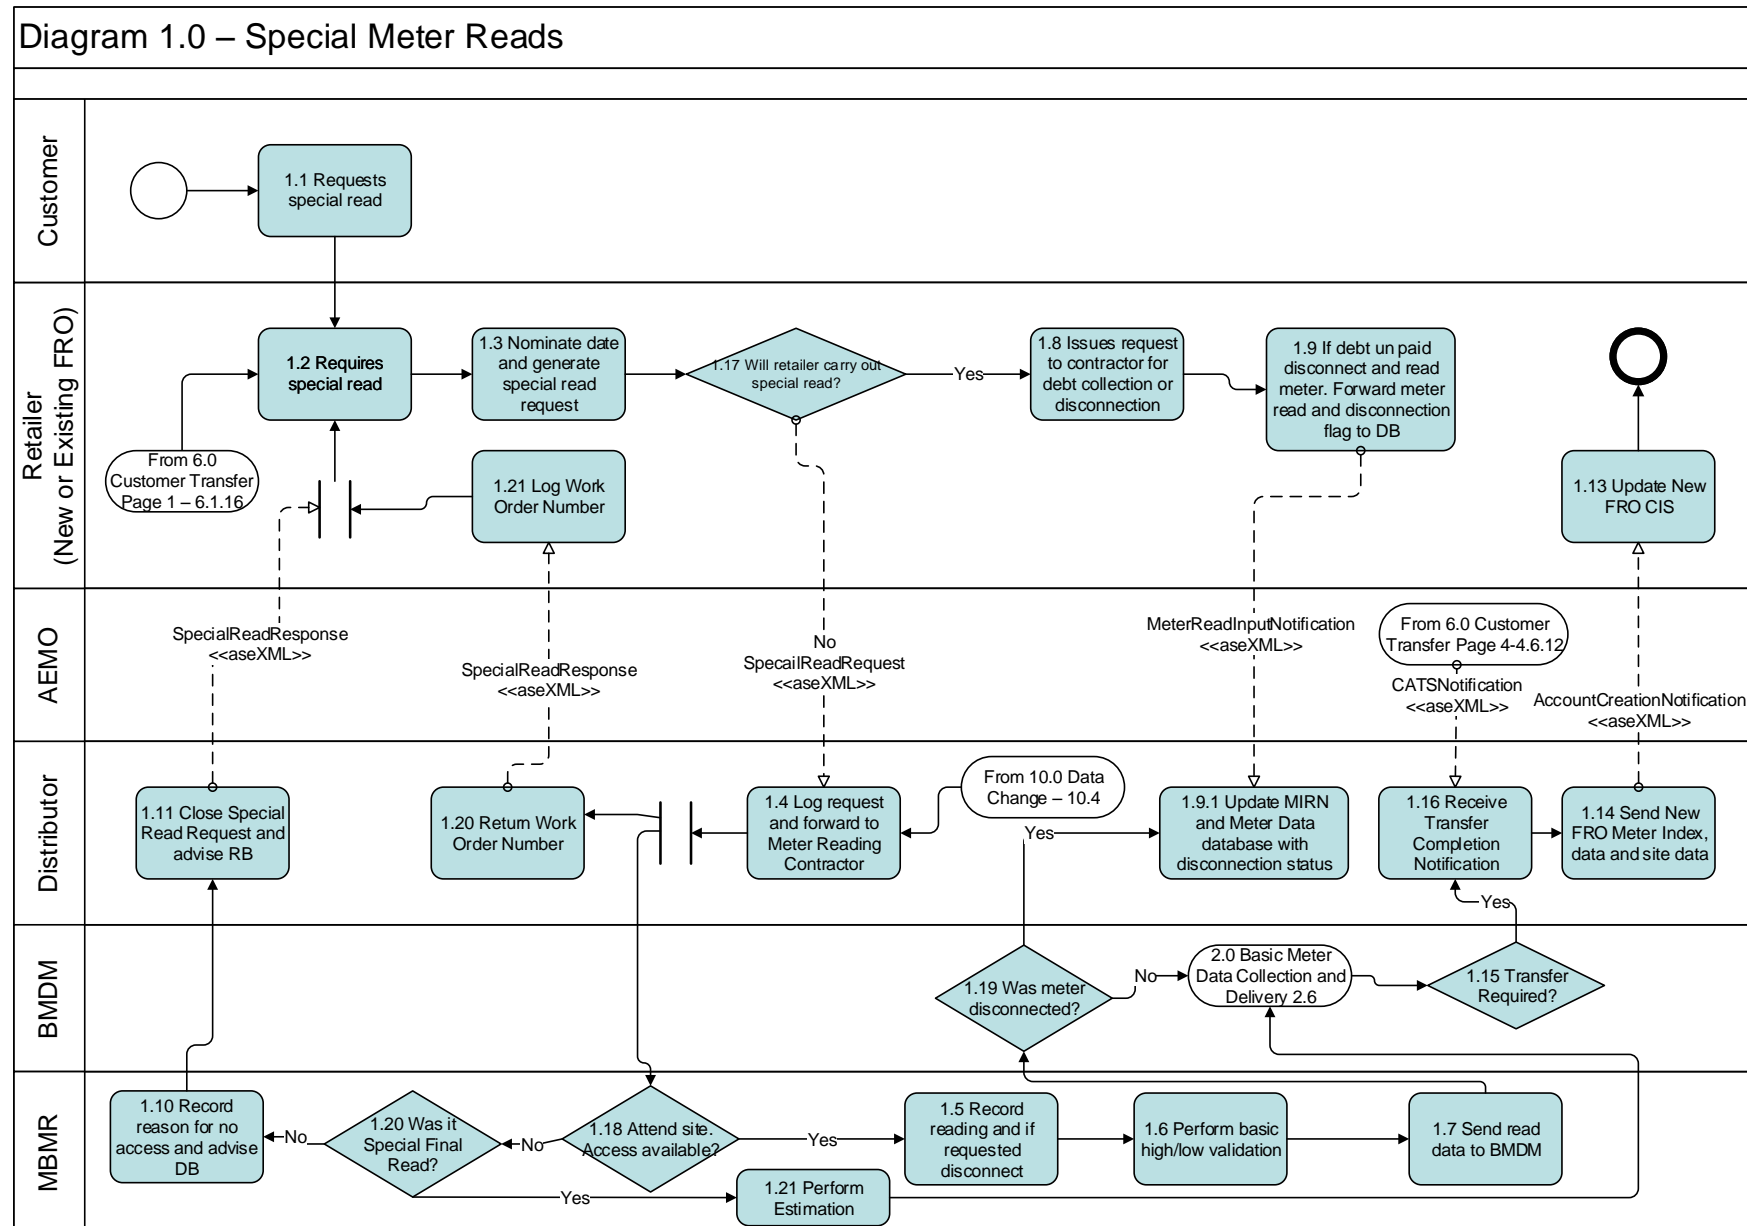 Diagram 1.0 – Special Meter Reads
Customer
1.1 Requests
special read
Retailer
(New or Existing FRO)
1.2 Requires
special read
1.3 Nominate date
and generate
special read
request
1.17 Will retailer carry out
special read?
Yes
1.8 Issues request
to contractor for
debt collection or
disconnection
1.9 If debt un paid
disconnect and read
meter. Forward meter
read and disconnection
flag to DB
From 6.0
Customer Transfer
Page 1 – 6.1.16
1.21 Log Work
Order Number
1.13 Update New
FRO CIS
AEMO
SpecialReadResponse
<<aseXML>>
SpecialReadResponse
<<aseXML>>
No
SpecailReadRequest
<<aseXML>>
MeterReadInputNotification
<<aseXML>>
From 6.0 Customer
Transfer Page 4-4.6.12
CATSNotification
<<aseXML>>
AccountCreationNotification
<<aseXML>>
Distributor
1.11 Close Special
Read Request and
advise RB
1.20 Return Work
Order Number
1.4 Log request
and forward to
Meter Reading
Contractor
From 10.0 Data
Change – 10.4
Yes
1.9.1 Update MIRN
and Meter Data
database with
disconnection status
1.16 Receive
Transfer
Completion
Notification
1.14 Send New
FRO Meter Index,
data and site data
Yes
BMDM
1.19 Was meter
disconnected?
No
2.0 Basic Meter
Data Collection and
Delivery 2.6
1.15 Transfer
Required?
MBMR
1.10 Record
reason for no
access and advise
DB
No
1.20 Was it
Special Final
Read?
No
1.18 Attend site.
Access available?
Yes
1.5 Record
reading and if
requested
disconnect
1.6 Perform basic
high/low validation
1.7 Send read
data to BMDM
Yes
1.21 Perform
Estimation